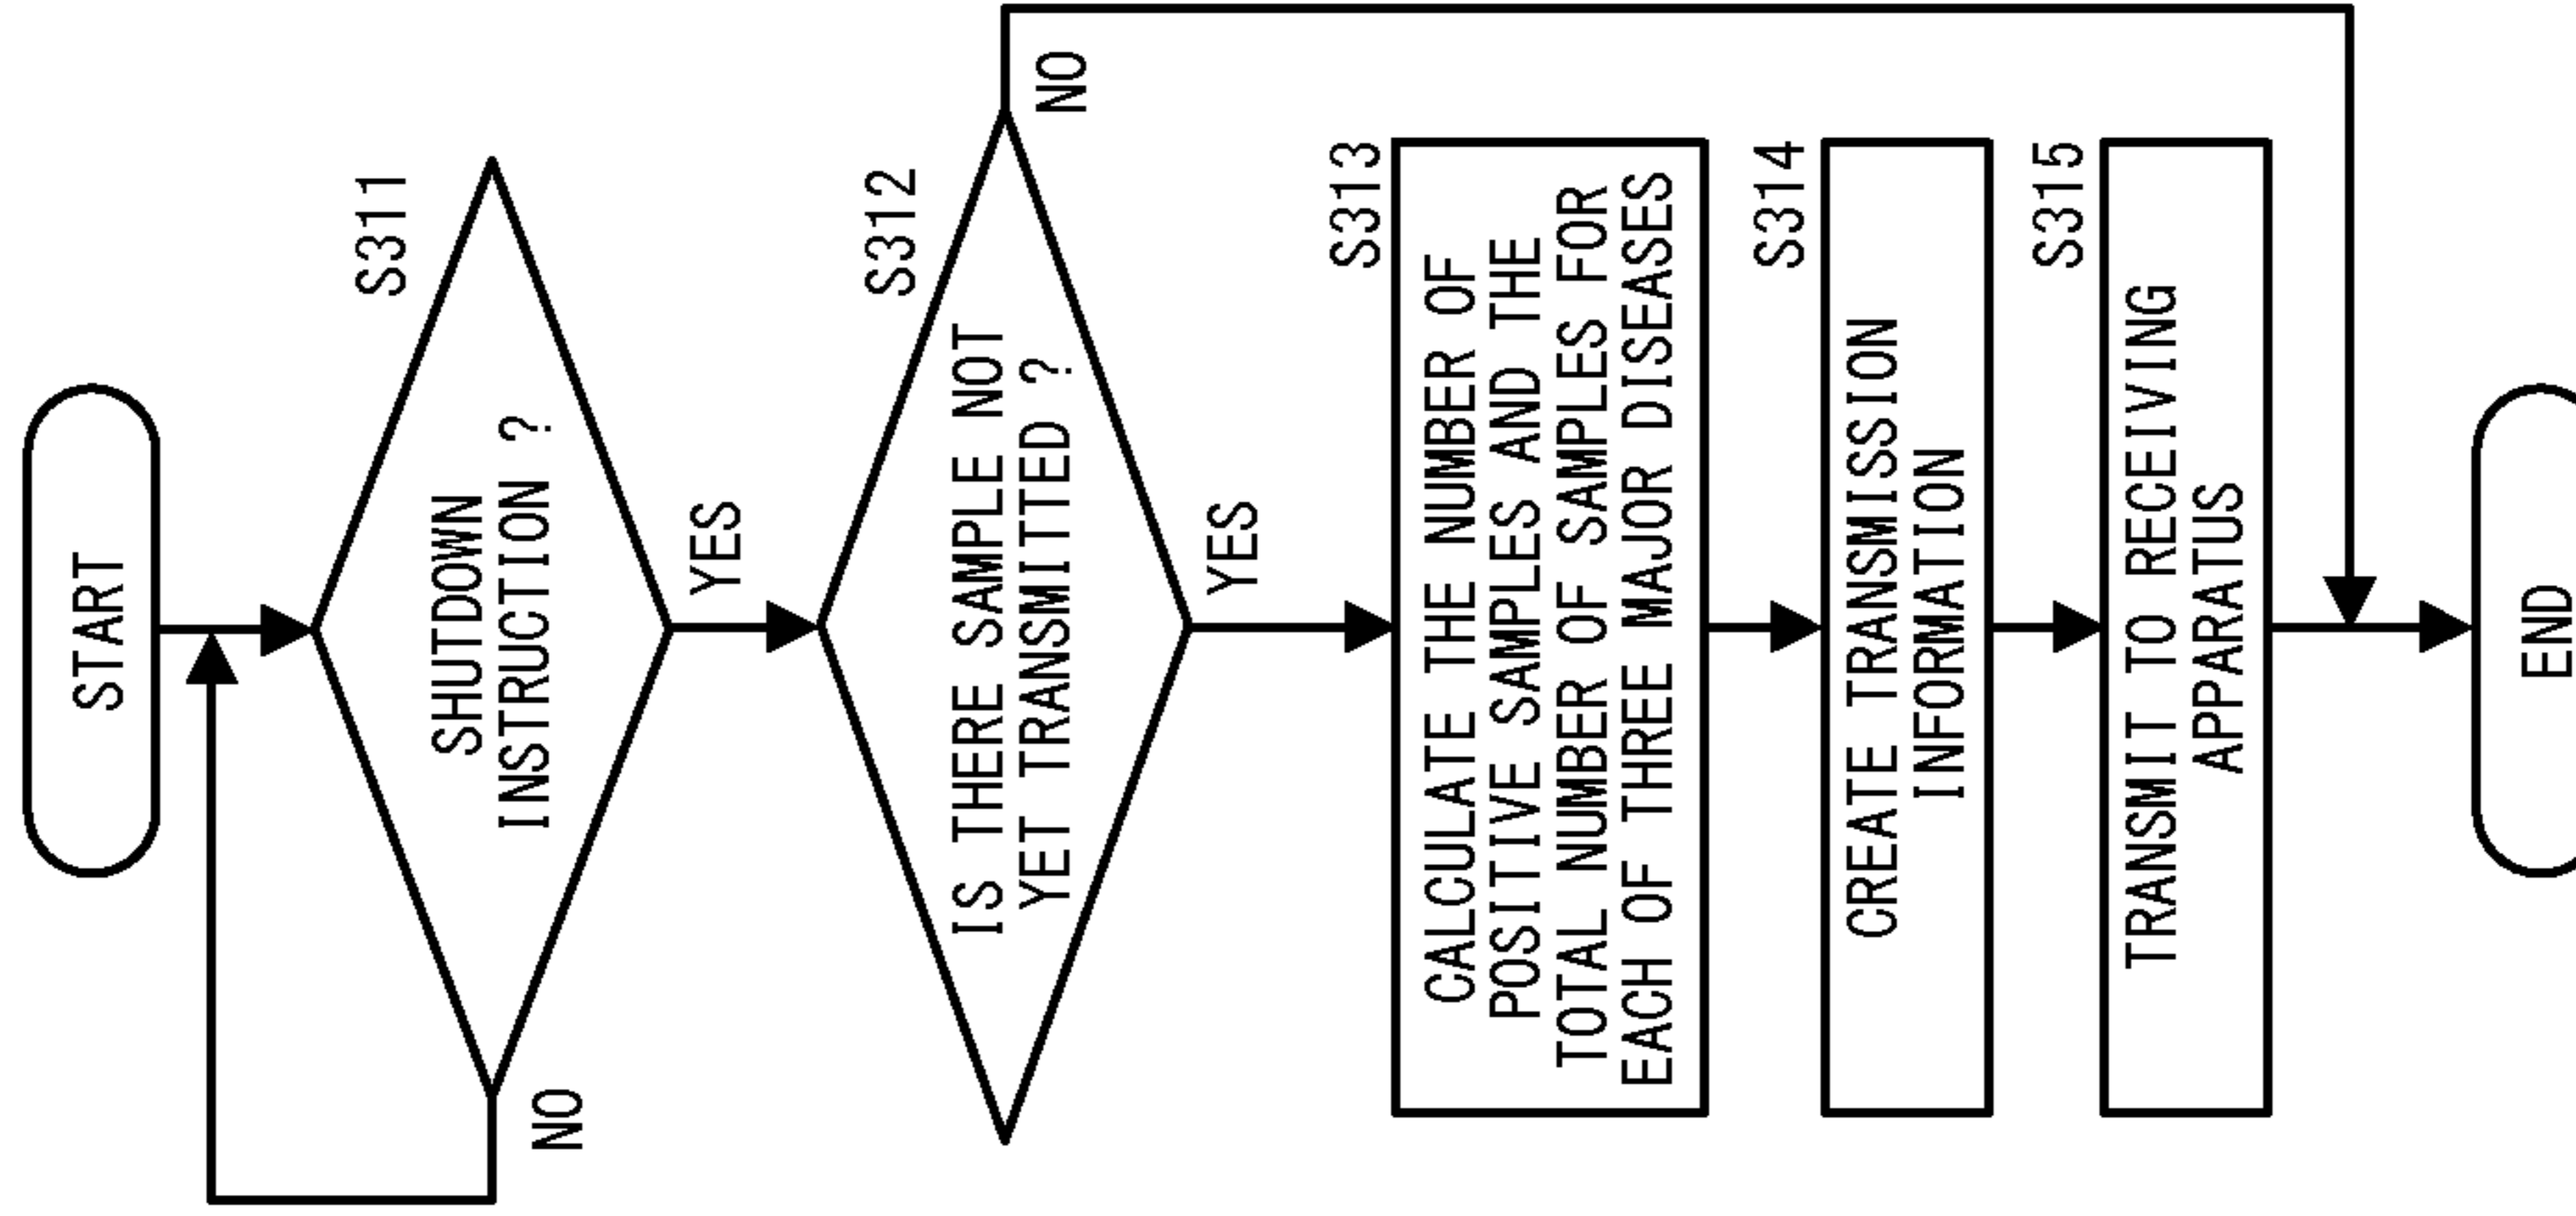 START
S311
SHUTDOWN
INSTRUCTION ?
NO
YES
S312
IS THERE SAMPLE NOT
YET TRANSMITTED ?
NO
YES
S313
CALCULATE THE NUMBER OF
POSITIVE SAMPLES AND THE
TOTAL NUMBER OF SAMPLES FOR
EACH OF THREE MAJOR DISEASES
S314
CREATE TRANSMISSION
INFORMATION
S315
TRANSMIT TO RECEIVING
APPARATUS
END